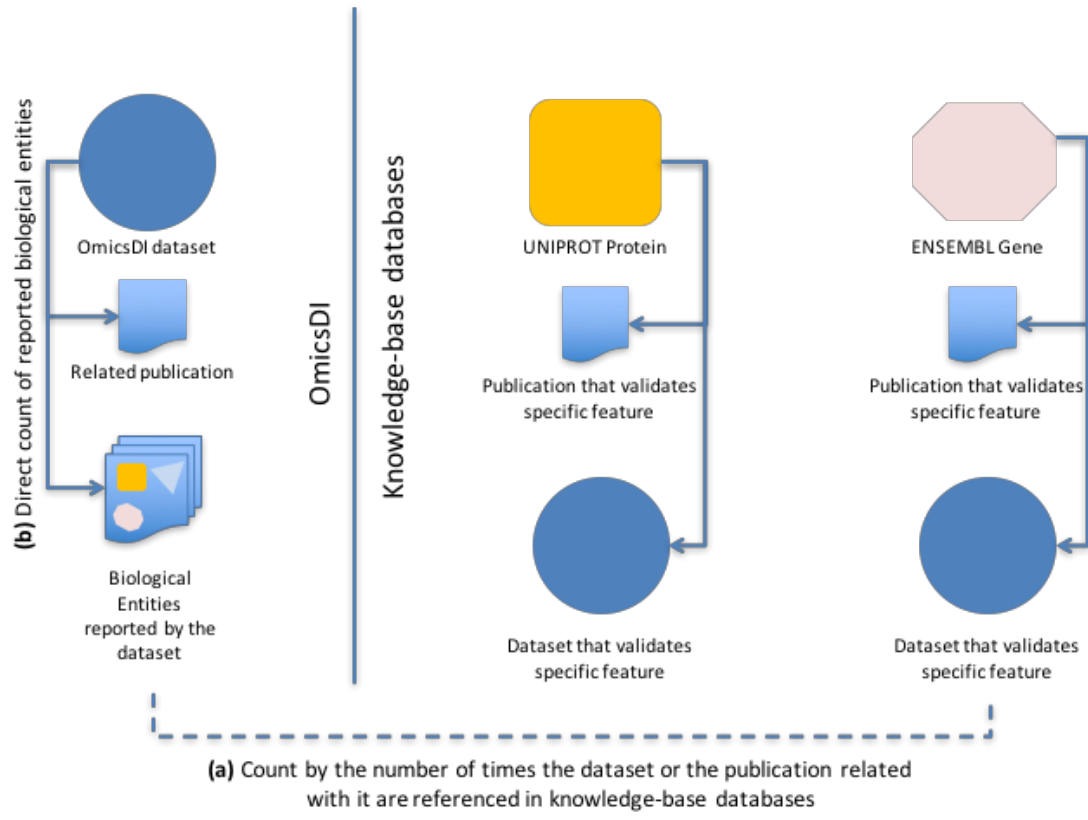 (b) Direct count of reported biological entities
OmicsDI dataset
Related publication
Biological
Entities
reported by the
dataset
OmicsDI
Knowledge-base databases
UNIPROT Protein
Publication that validates
specific feature
Dataset that validates
specific feature
ENSEMBL Gene
Publication that validates
specific feature
Dataset that validates
specific feature
(a) Count by the number of times the dataset or the publication related
with it are referenced in knowledge-base databases